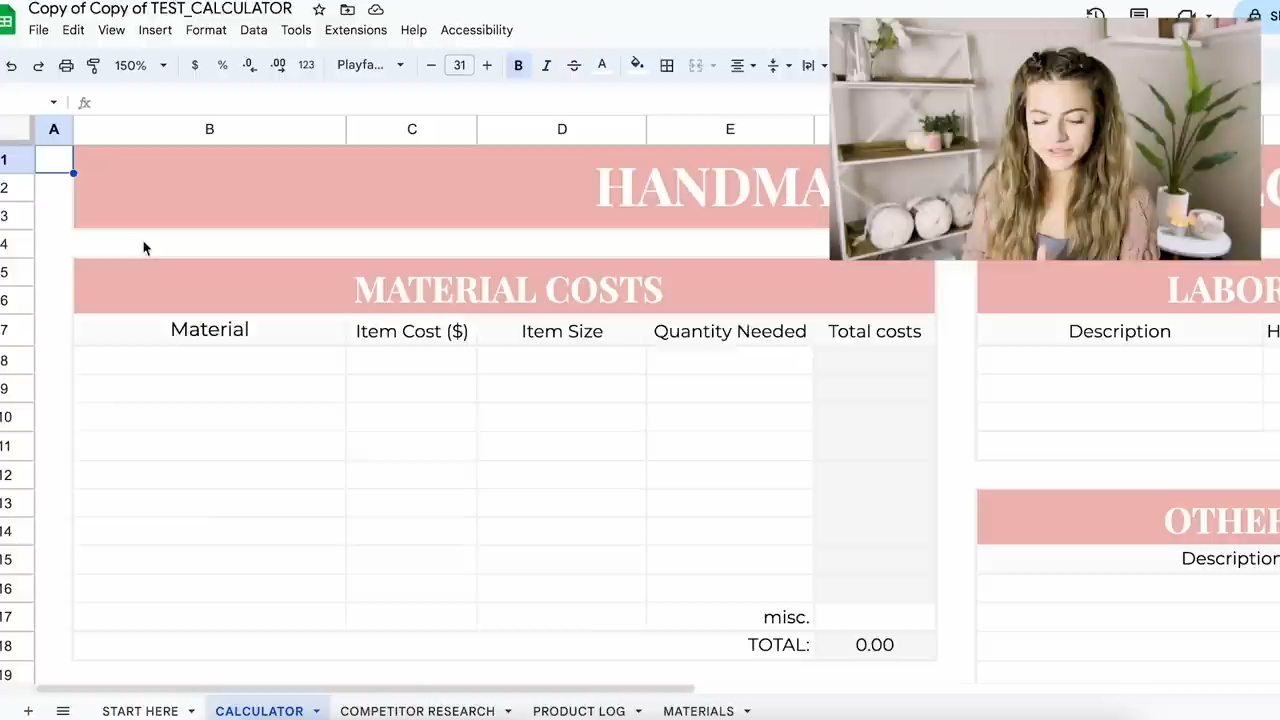 Copy of Copy of TEST_CALCULATOR
File Edit View Insert Format Data Tools Extensions Help Accessibility
150% $ % .0 .00 123 Playfa... 31 B I A
fx
A B C D E
1
2
3
4
5
6
7
8
9
10
11
12
13
14
15
16
17
18
19
HANDMA
MATERIAL COSTS
Material Item Cost ($) Item Size Quantity Needed Total costs
misc.
TOTAL: 0.00
LABOR
Description H
OTHER
Description
START HERE CALCULATOR COMPETITOR RESEARCH PRODUCT LOG MATERIALS